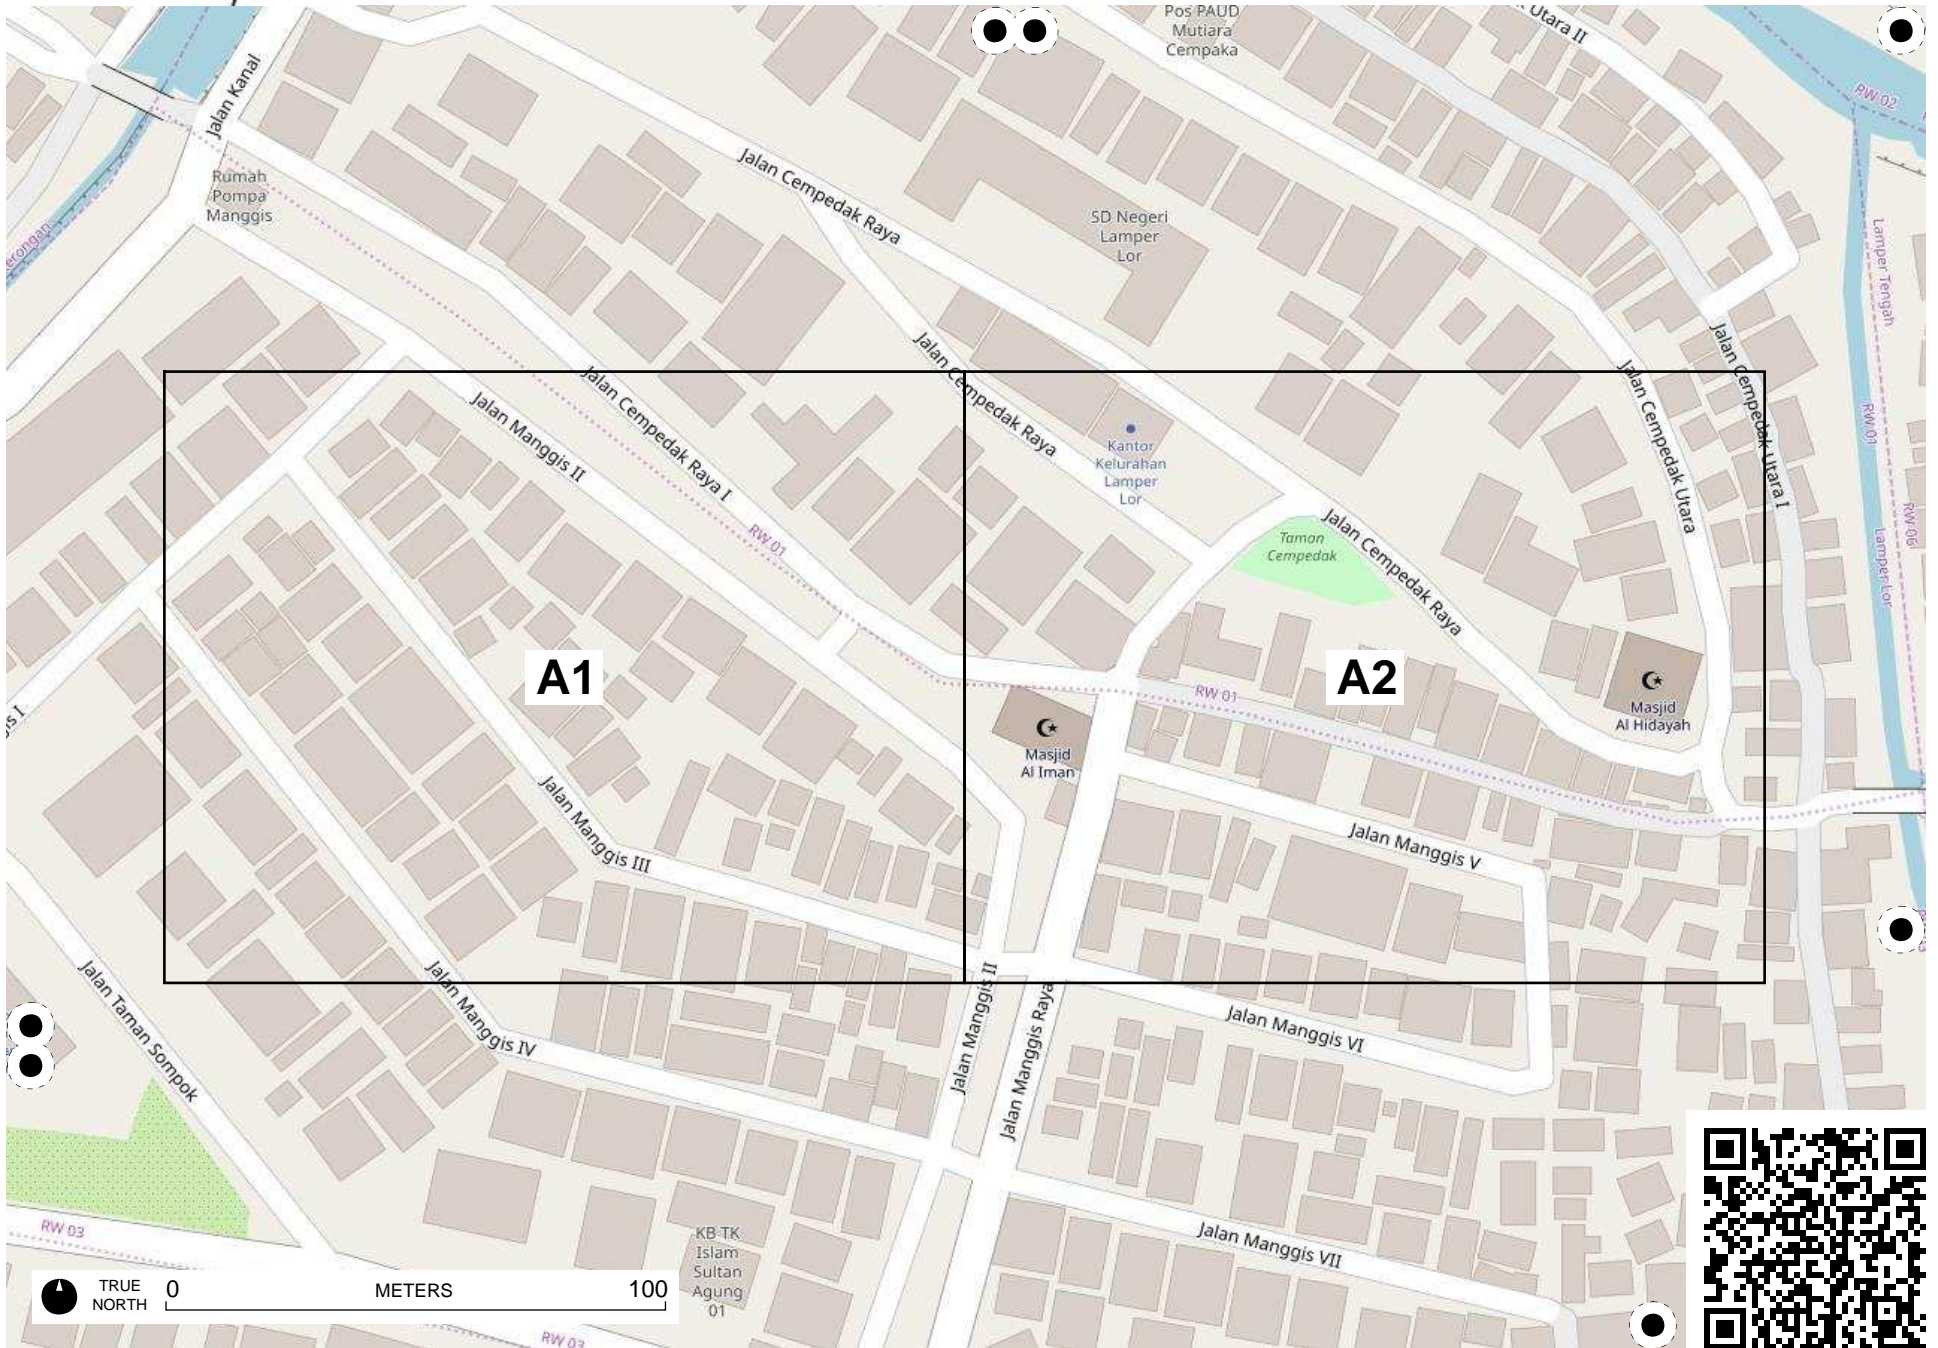 Pos PAUD
Mutiara
Cempaka
Utara II
Jalan Kanal
RW 02
Jalan Cempedak Raya
Rumah
Pompa
Manggis
SD Negeri
Lamper
Lor
Lamper Tengah
Jalan Cempedak Raya
Jalan Cempedak Utara
Jalan Cempedak Utara I
Jalan Cempedak Raya I
Jalan Manggis II
RW 01
Kantor
Kelurahan
Lamper
Lor
RW 01
RW 06
Lamper Lor
Taman
Cempedak
Jalan Cempedak Raya
A1
A2
RW 01
Masjid
Al Hidayah
Masjid
Al Iman
Jalan Manggis III
Jalan Manggis V
Jalan Taman Sompok
Jalan Manggis IV
Jalan Manggis II
Jalan Manggis Raya
Jalan Manggis VI
Jalan Manggis VII
RW 03
KB TK
Islam
Sultan
Agung
01
TRUE
NORTH
0 METERS 100
RW 03